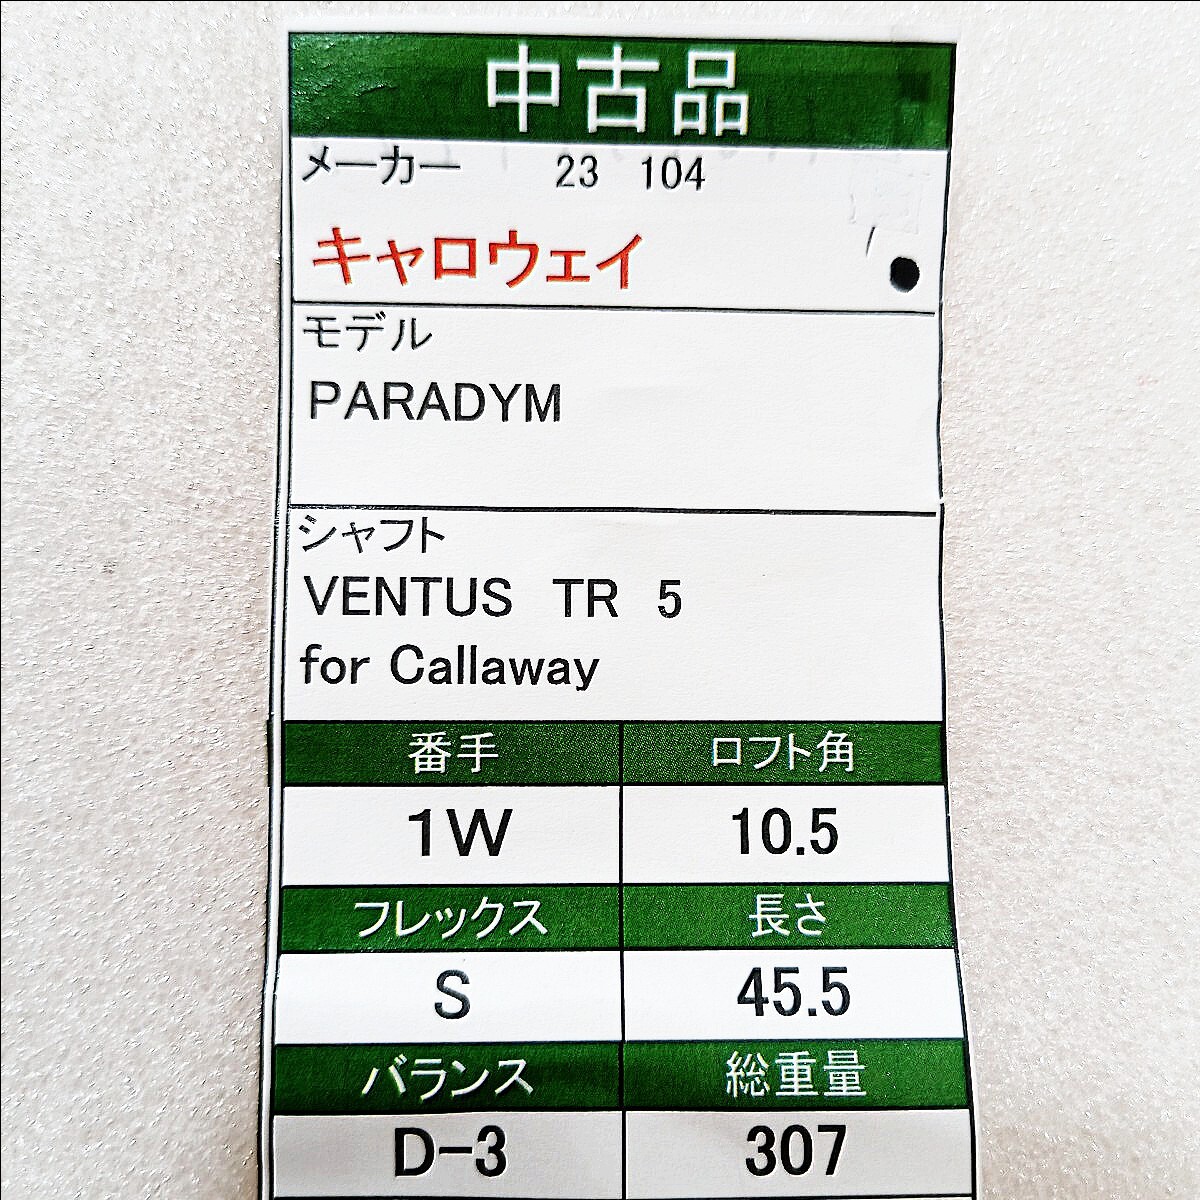 中古品
メーカー 23 104
キャロウェイ
モデル
PARADYM
シャフト
VENTUS TR 5
for Callaway
番手 ロフト角
1W 10.5
フレックス 長さ
S 45.5
バランス 総重量
D-3 307